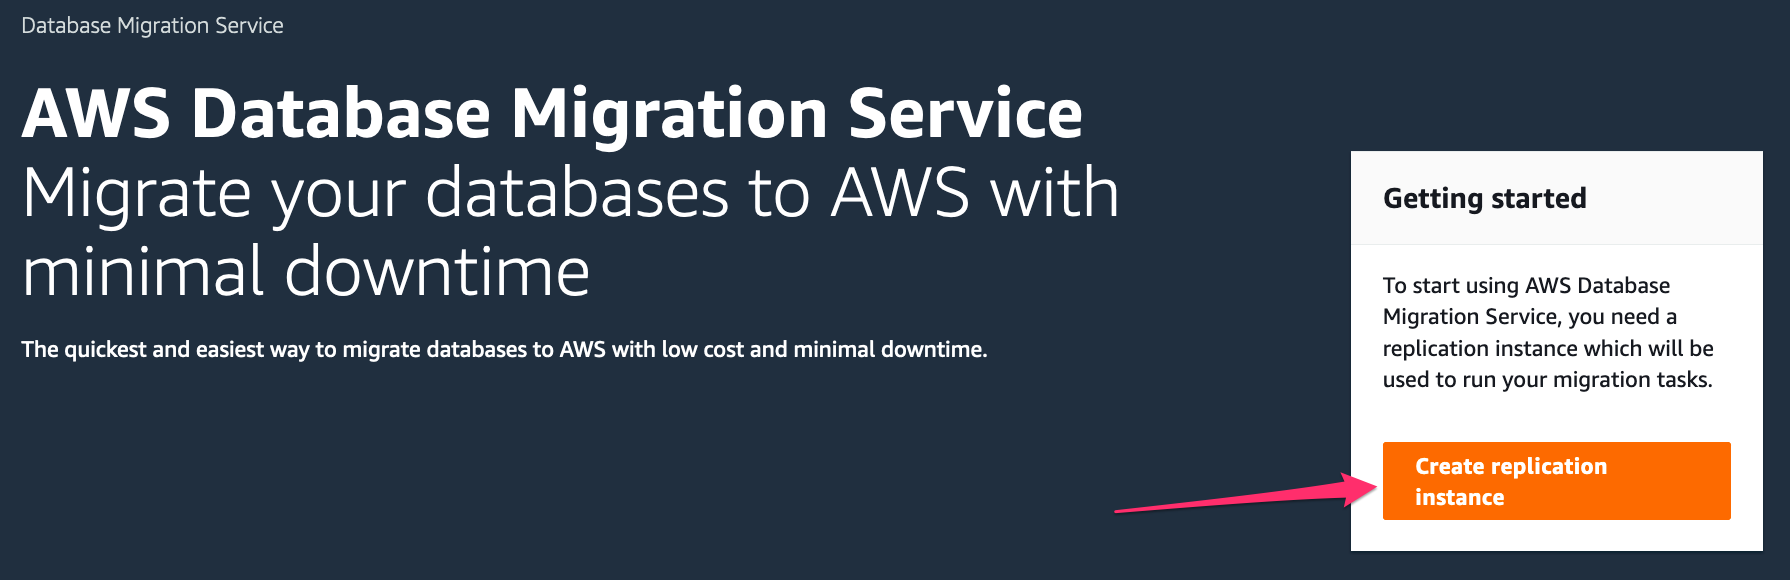 Database Migration Service
AWS Database Migration Service
Migrate your databases to AWS with
minimal downtime
The quickest and easiest way to migrate databases to AWS with low cost and minimal downtime.
Getting started
To start using AWS Database
Migration Service, you need a
replication instance which will be
used to run your migration tasks.
Create replication
instance